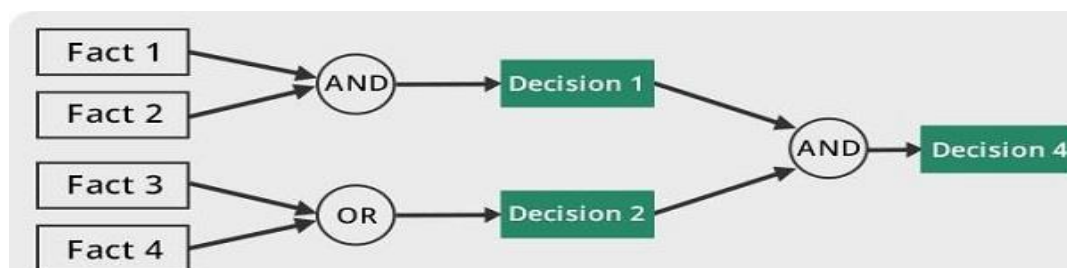 Fact 1
Fact 2
AND
Decision 1
Fact 3
Fact 4
OR
Decision 2
AND
Decision 4